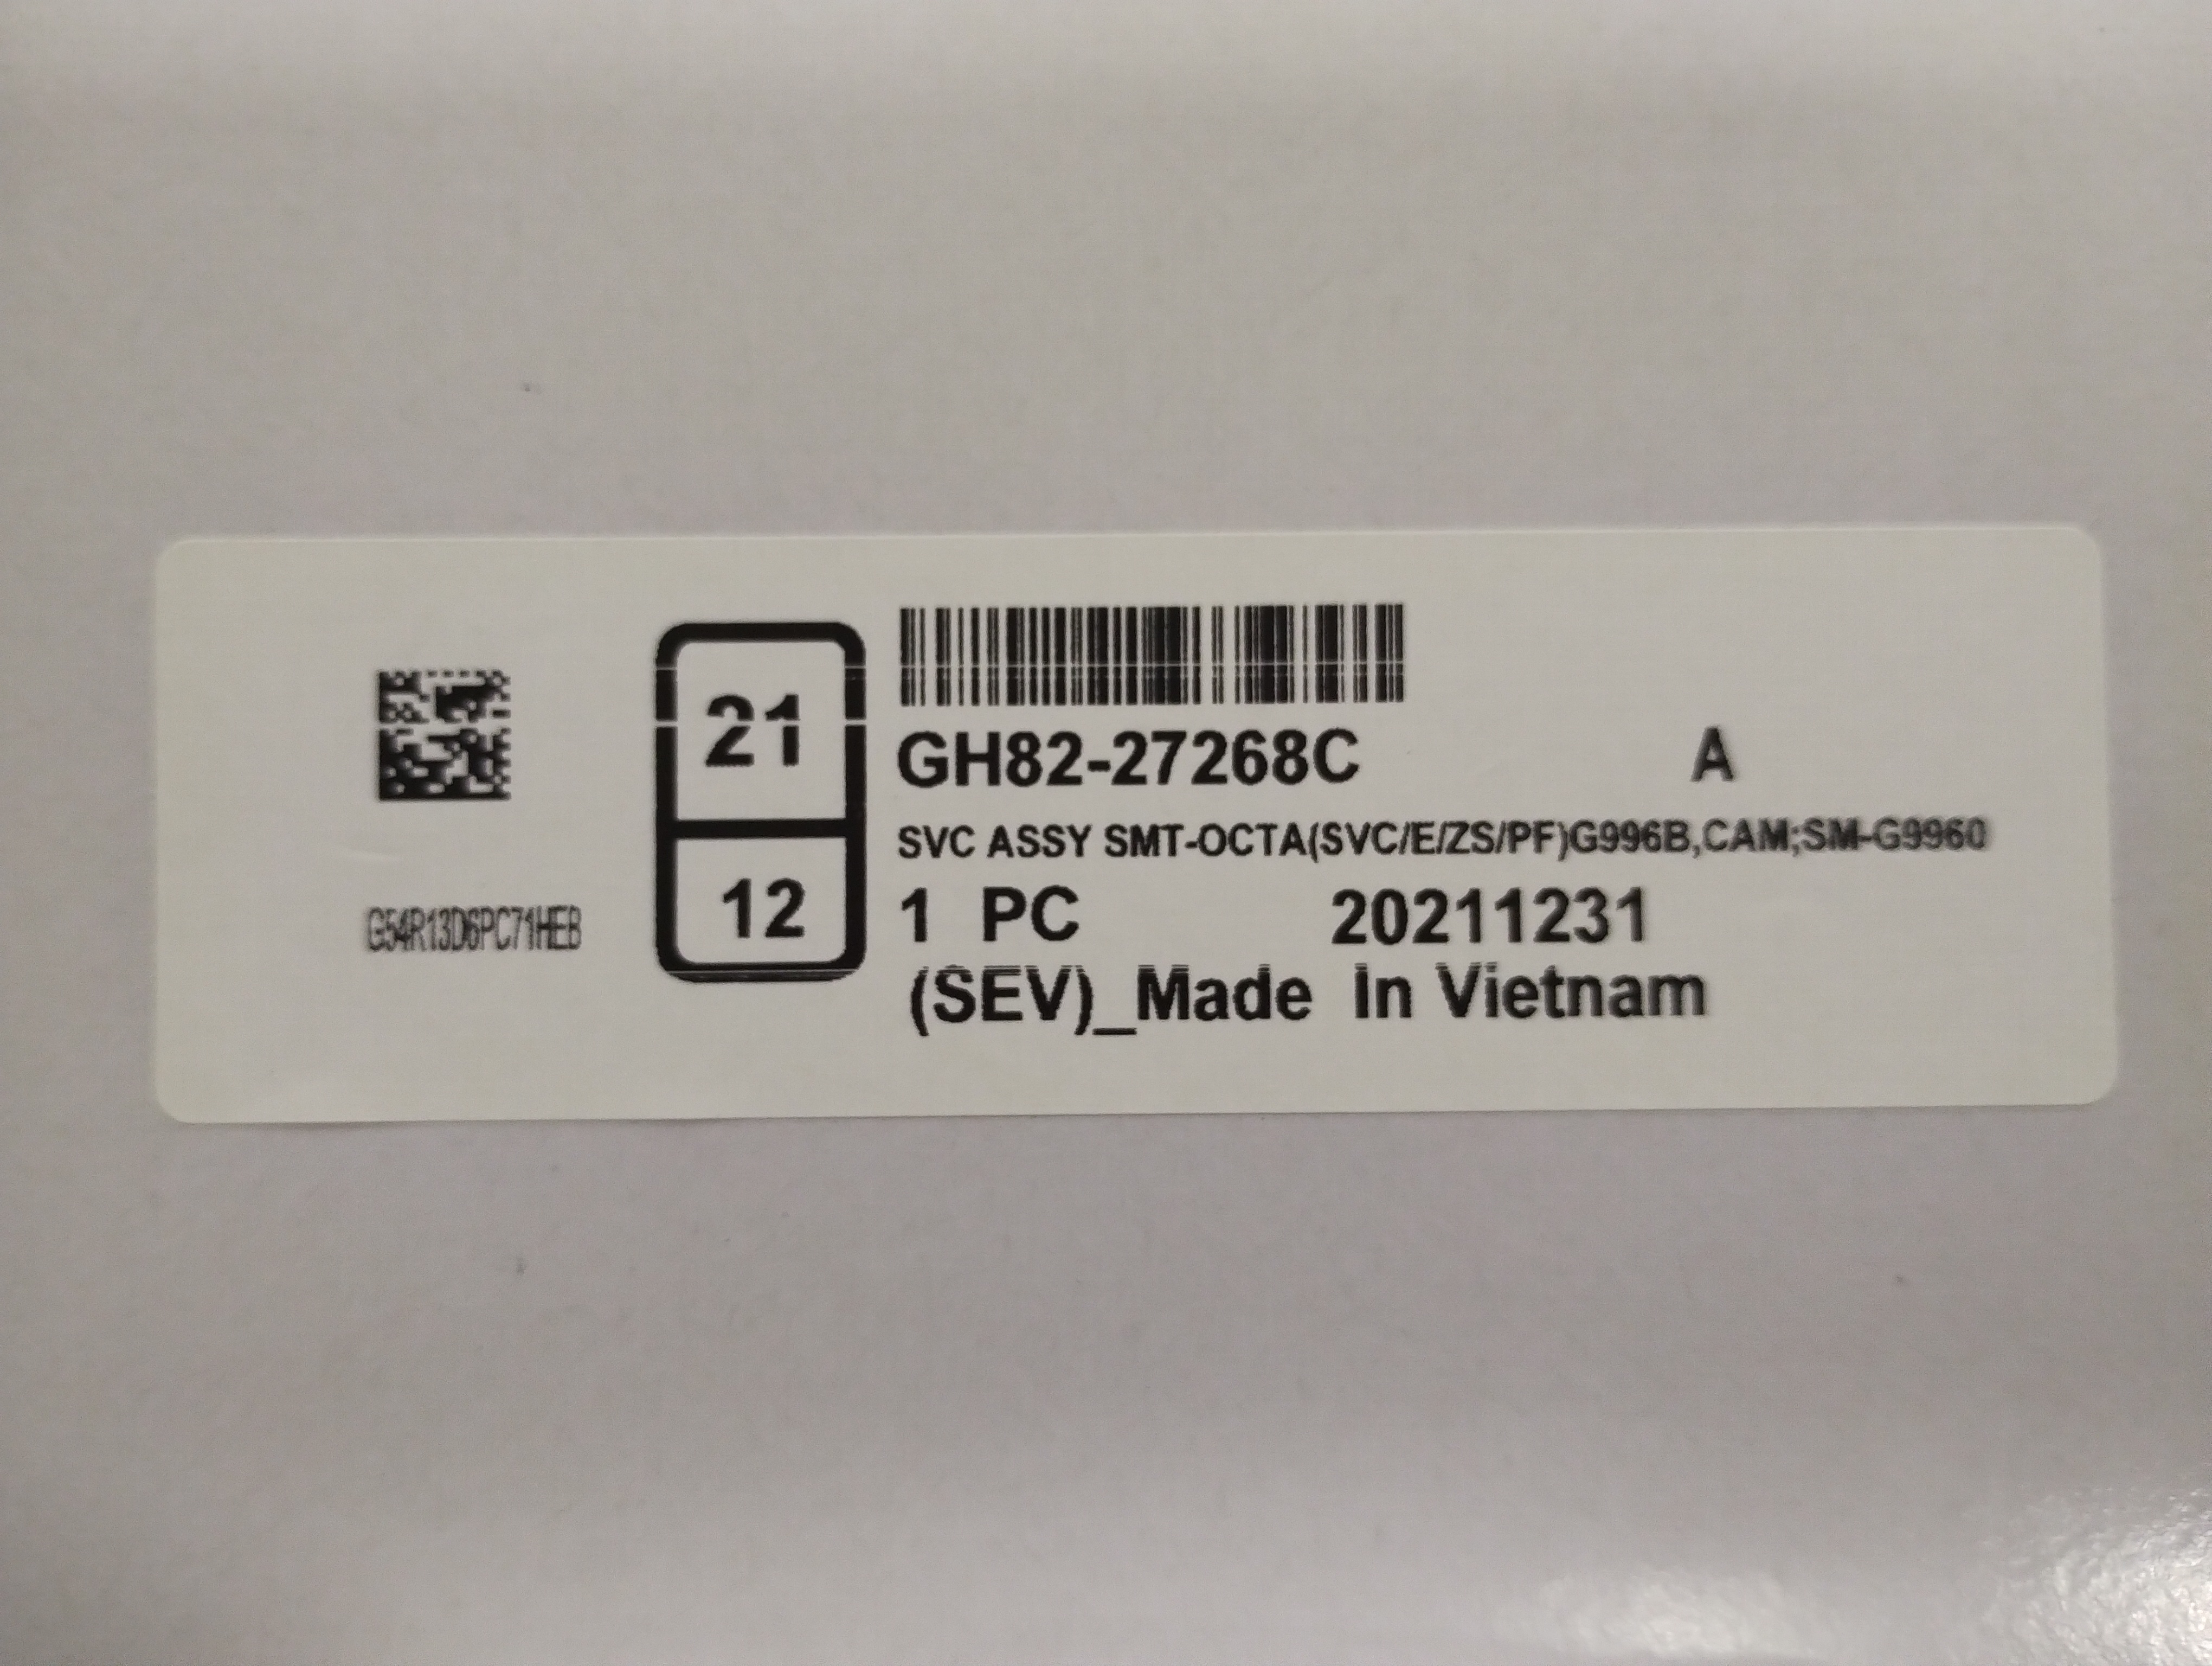 21
12
GH82-27268C A
SVC ASSY SMT-OCTA(SVC/E/ZS/PF)G996B,CAM;SM-G9960
1 PC 20211231
(SEV)_Made In Vietnam
G54R13D6PC71HEB